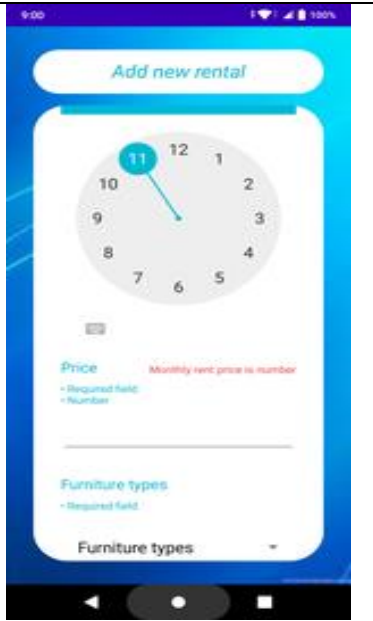 9:00 100%
Add new rental
12
11 1
10 2
9 3
8 4
7 5
6
Price Monthly rent price is number
• Required field
• Number
Furniture types
• Required field
Furniture types